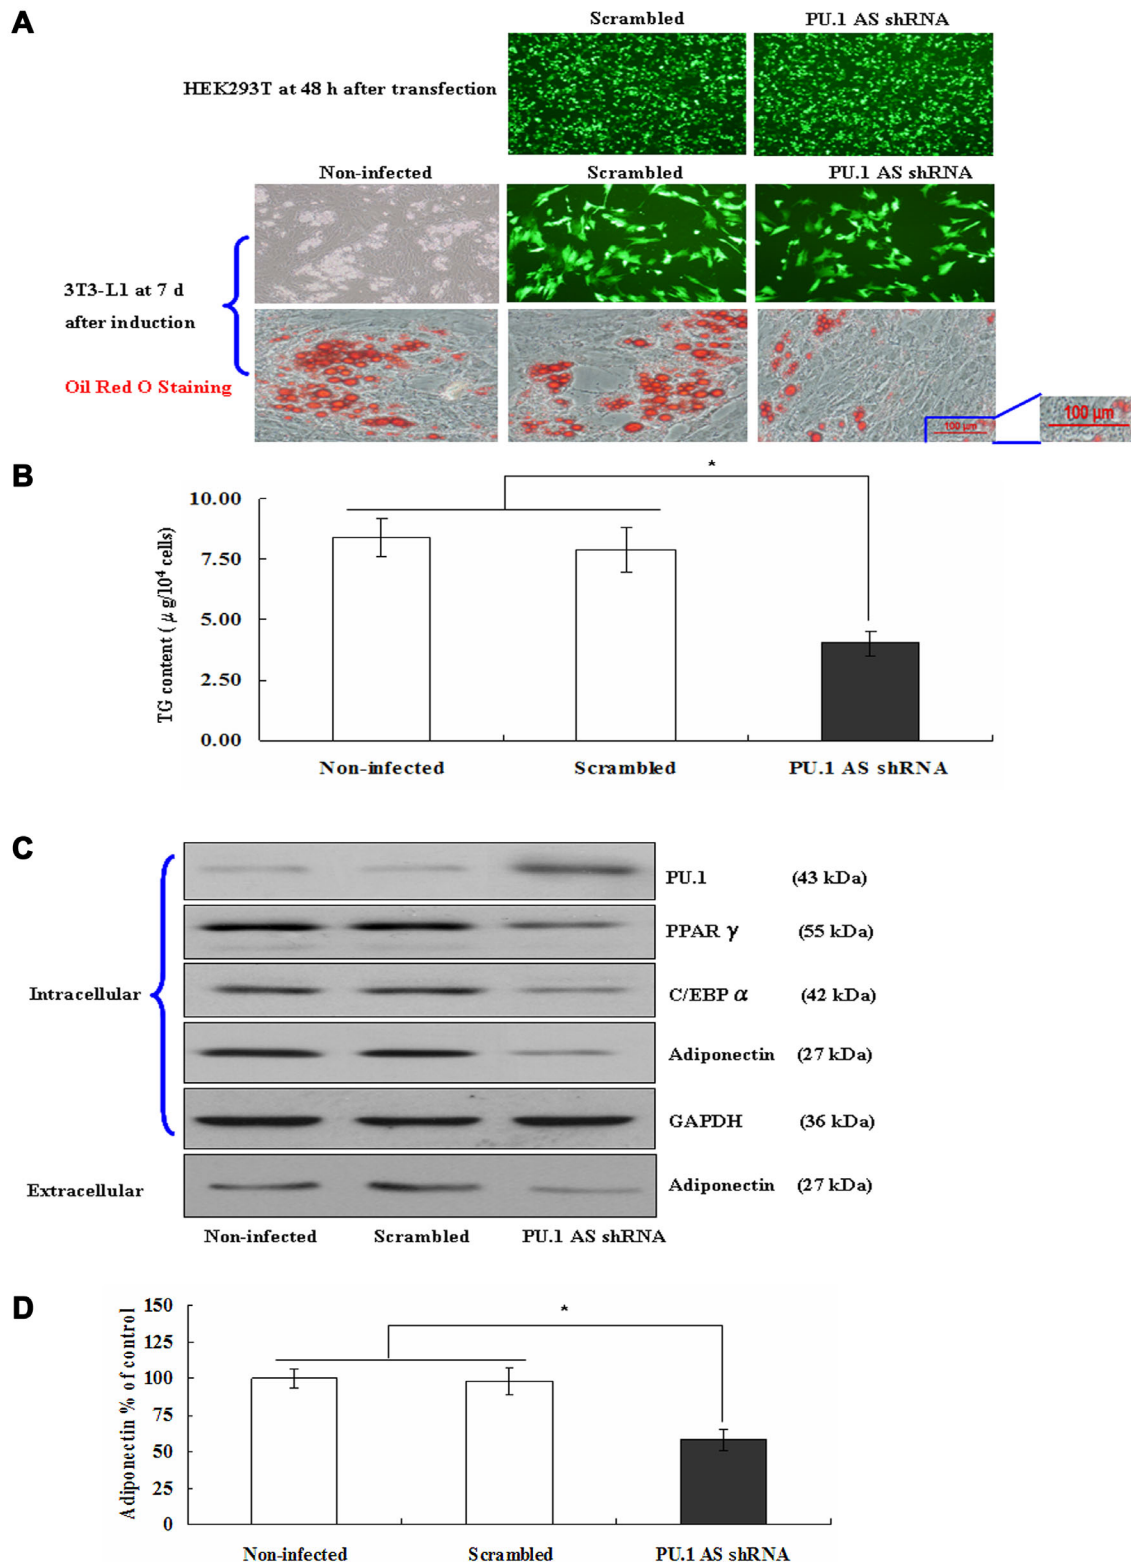 A
Scrambled PU.1 AS shRNA
HEK293T at 48 h after transfection
Non-infected Scrambled PU.1 AS shRNA
3T3-L1 at 7 d
after induction
Oil Red O Staining
100 μm 100 μm
B
*
TG content ( μ g/10⁴ cells)
10.00
7.50
5.00
2.50
0.00
Non-infected Scrambled PU.1 AS shRNA
C
PU.1 (43 kDa)
PPAR γ (55 kDa)
Intracellular C/EBP α (42 kDa)
Adiponectin (27 kDa)
GAPDH (36 kDa)
Extracellular Adiponectin (27 kDa)
Non-infected Scrambled PU.1 AS shRNA
D
*
Adiponectin % of control
150
125
100
75
50
25
0
Non-infected Scrambled PU.1 AS shRNA